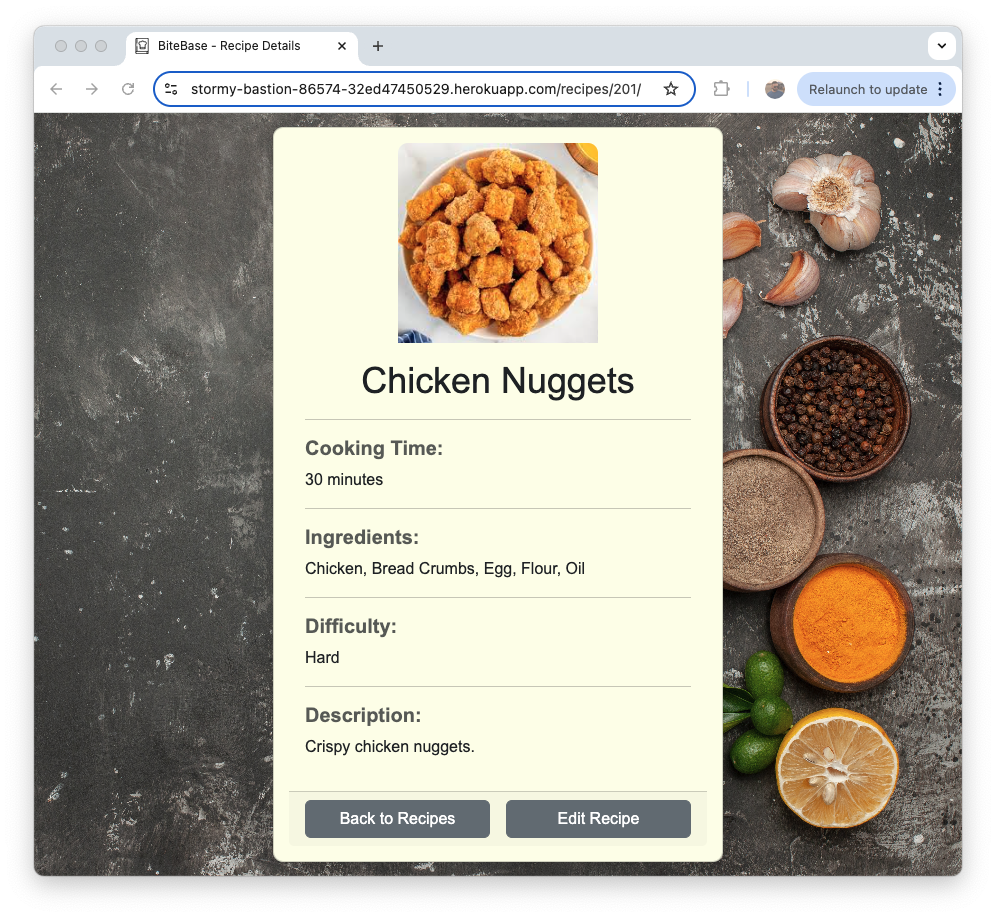 BiteBase - Recipe Details
stormy-bastion-86574-32ed47450529.herokuapp.com/recipes/201/
Relaunch to update
Chicken Nuggets
Cooking Time:
30 minutes
Ingredients:
Chicken, Bread Crumbs, Egg, Flour, Oil
Difficulty:
Hard
Description:
Crispy chicken nuggets.
Back to Recipes
Edit Recipe